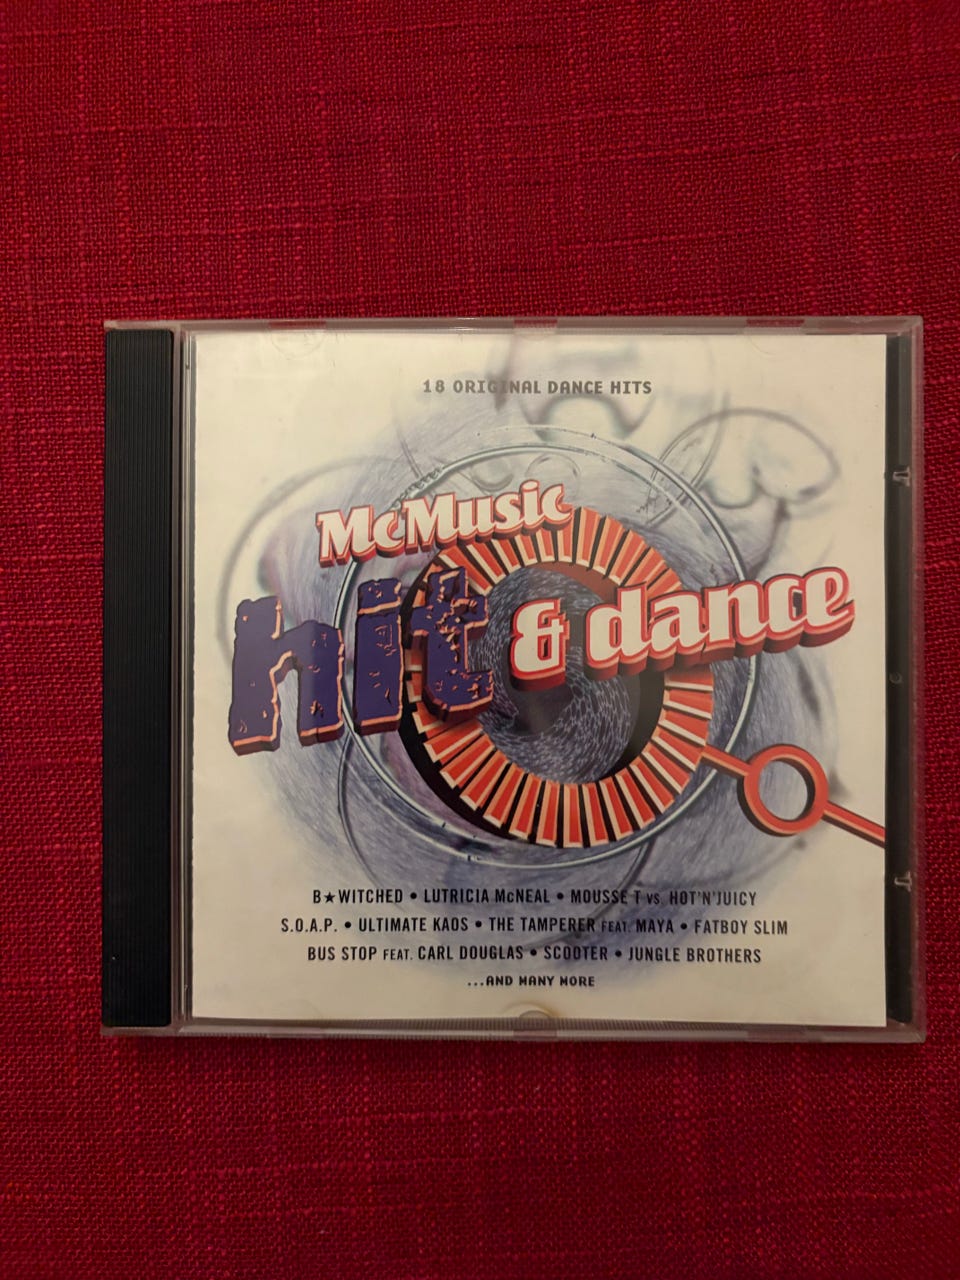 18 ORIGINAL DANCE HITS
McMusic
hit & dance
B★WITCHED • LUTRICIA McNEAL • MOUSSE T vs. HOT'N'JUICY
S.O.A.P. • ULTIMATE KAOS • THE TAMPERER FEAT. MAYA • FATBOY SLIM
BUS STOP FEAT. CARL DOUGLAS • SCOOTER • JUNGLE BROTHERS
...AND MANY MORE